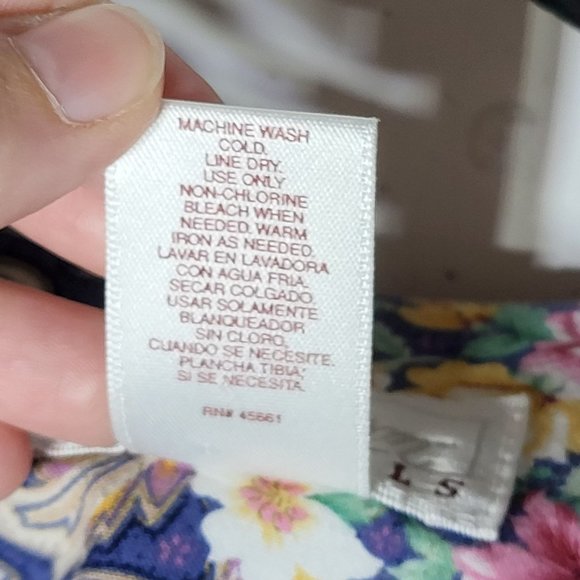 MACHINE WASH
COLD.
LINE DRY.
USE ONLY
NON-CHLORINE
BLEACH WHEN
NEEDED. WARM
IRON AS NEEDED.
LAVAR EN LAVADORA
CON AGUA FRIA.
SECAR COLGADO.
USAR SOLAMENTE
BLANQUEADOR
SIN CLORO,
CUANDO SE NECESITE.
PLANCHA TIBIA,
SI SE NECESITA.
RN# 45661
L S